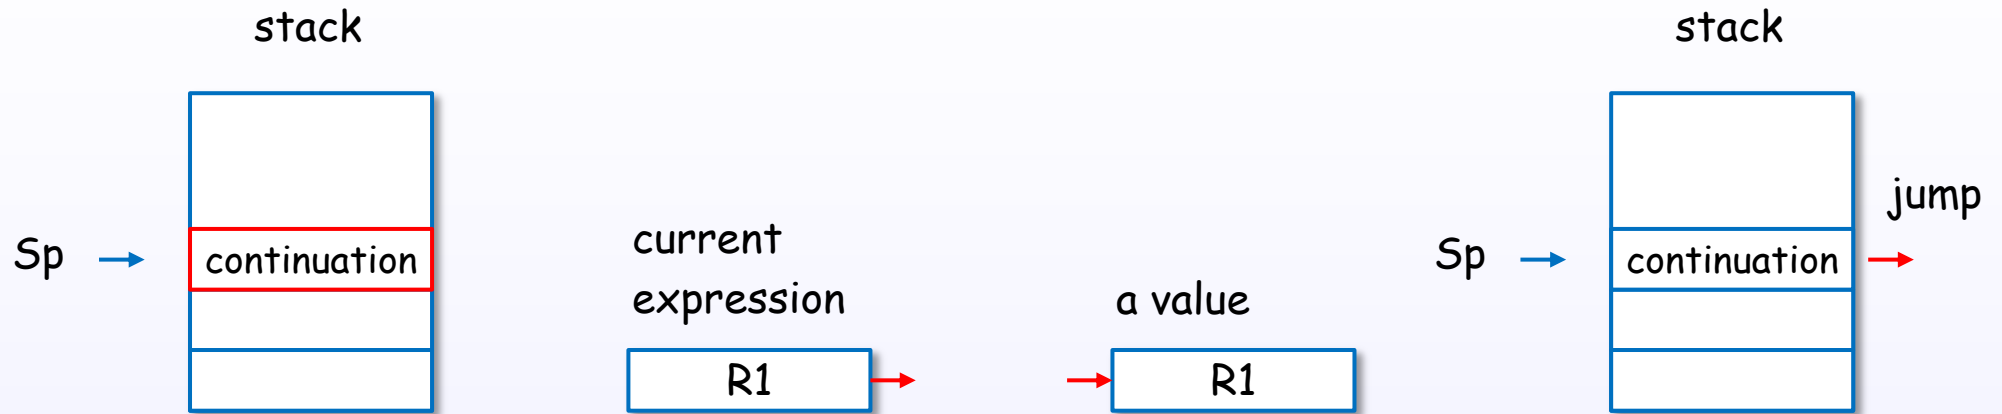 stack
Sp
continuation
current
expression
R1
a value
R1
stack
Sp
continuation
jump